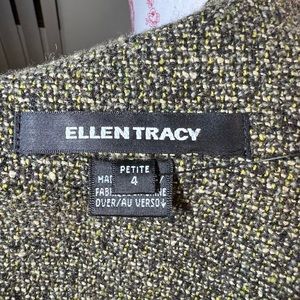 ELLEN TRACY
PETITE
4
OVER/AU VERSO